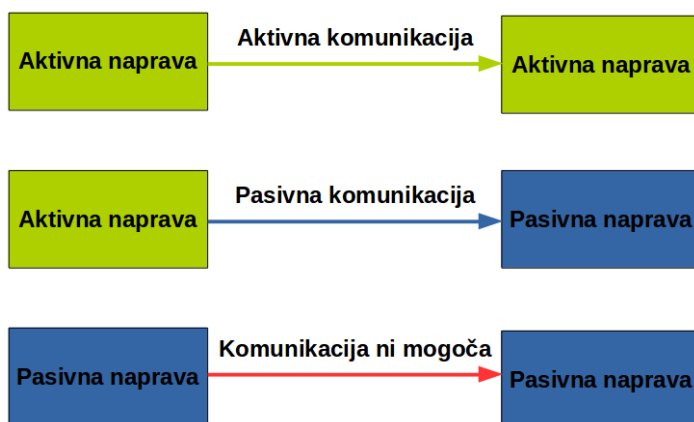 Aktivna naprava
Aktivna komunikacija
Aktivna naprava
Aktivna naprava
Pasivna komunikacija
Pasivna naprava
Pasivna naprava
Komunikacija ni mogoča
Pasivna naprava